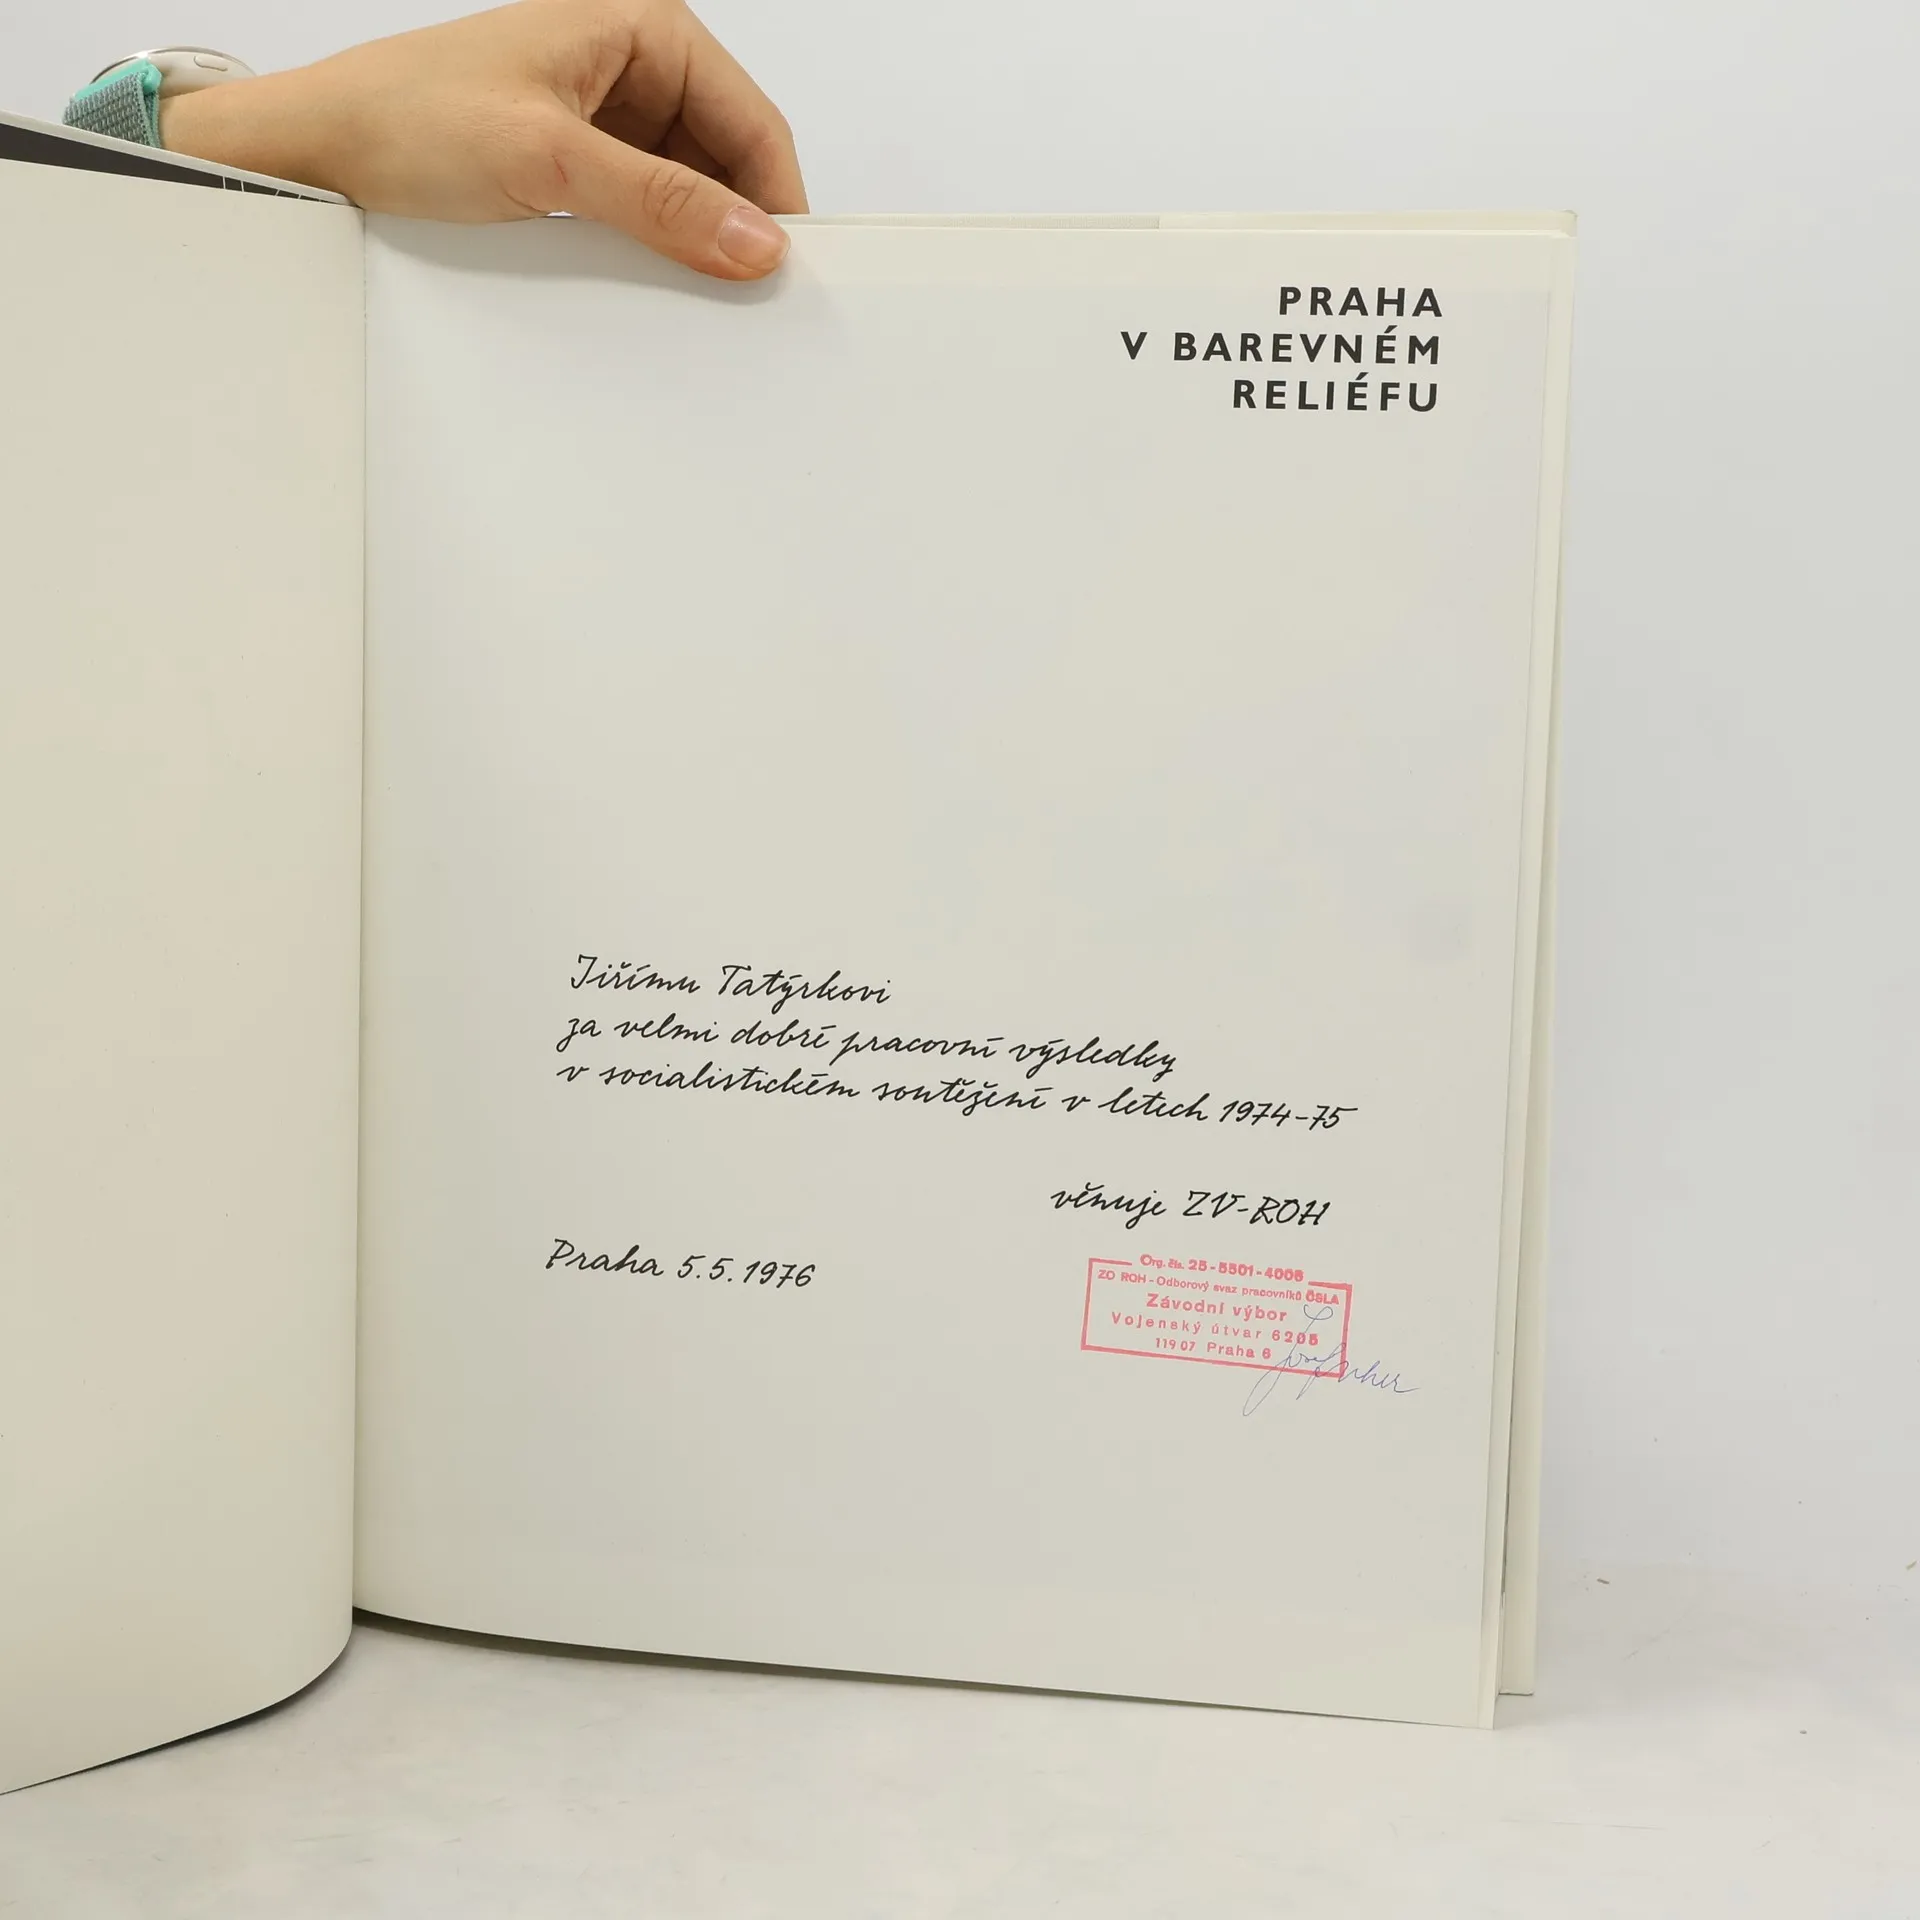 PRAHA
V BAREVNÉM
RELIÉFU
Jiřímu Tatýrkovi
za velmi dobré pracovní výsledky
v socialistickém soutěžení v letech 1974-75
věnuje ZV-ROH
Praha 5.5.1976
Org. čís. 25-5501-4006
ZO ROH - Odborový svaz pracovníků ČSLA
Závodní výbor
Vojenský útvar 6205
119 07 Praha 6